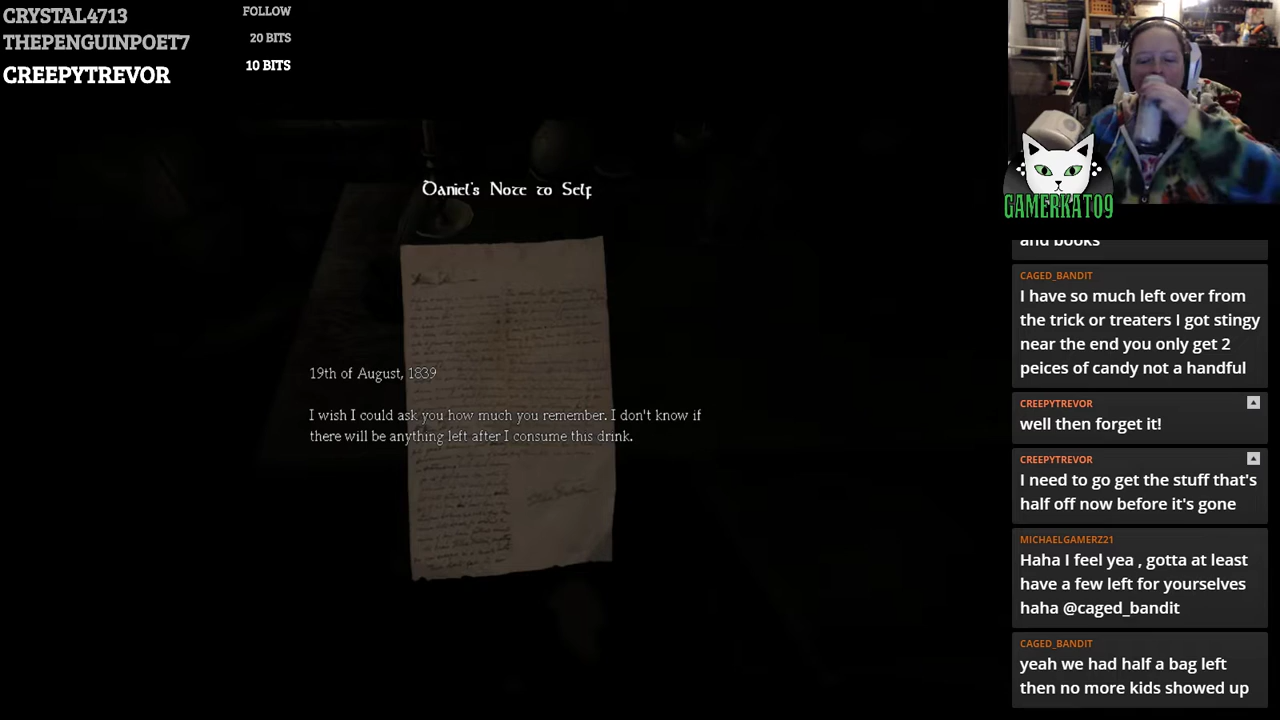 CRYSTAL4713 FOLLOW
THEPENGUINPOET7 20 BITS
CREEPYTREVOR 10 BITS
Daniel's Note to Self
19th of August, 1839
I wish I could ask you how much you remember. I don't know if
there will be anything left after I consume this drink.
GAMERKAT09
and books
CAGED_BANDIT
I have so much left over from
the trick or treaters I got stingy
near the end you only get 2
peices of candy not a handful
CREEPYTREVOR
well then forget it!
CREEPYTREVOR
I need to go get the stuff that's
half off now before it's gone
MICHAELGAMERZ21
Haha I feel yea , gotta at least
have a few left for yourselves
haha @caged_bandit
CAGED_BANDIT
yeah we had half a bag left
then no more kids showed up